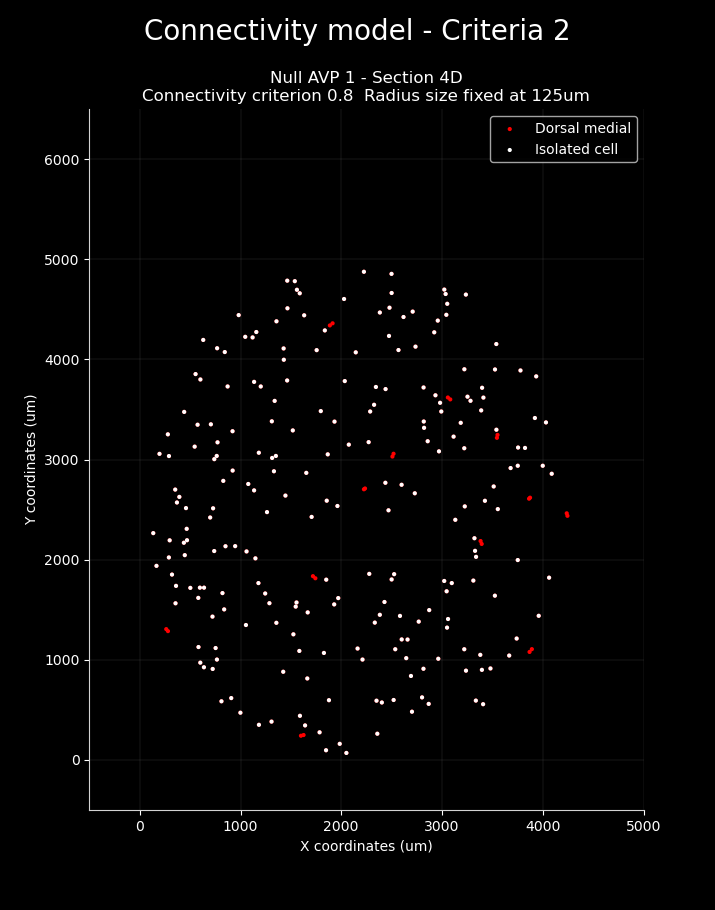 Connectivity model - Criteria 2
Null AVP 1 - Section 4D
Connectivity criterion 0.8  Radius size fixed at 125um
Dorsal medial
Isolated cell
6000
5000
4000
3000
2000
1000
0
Y coordinates (um)
0 1000 2000 3000 4000 5000
X coordinates (um)